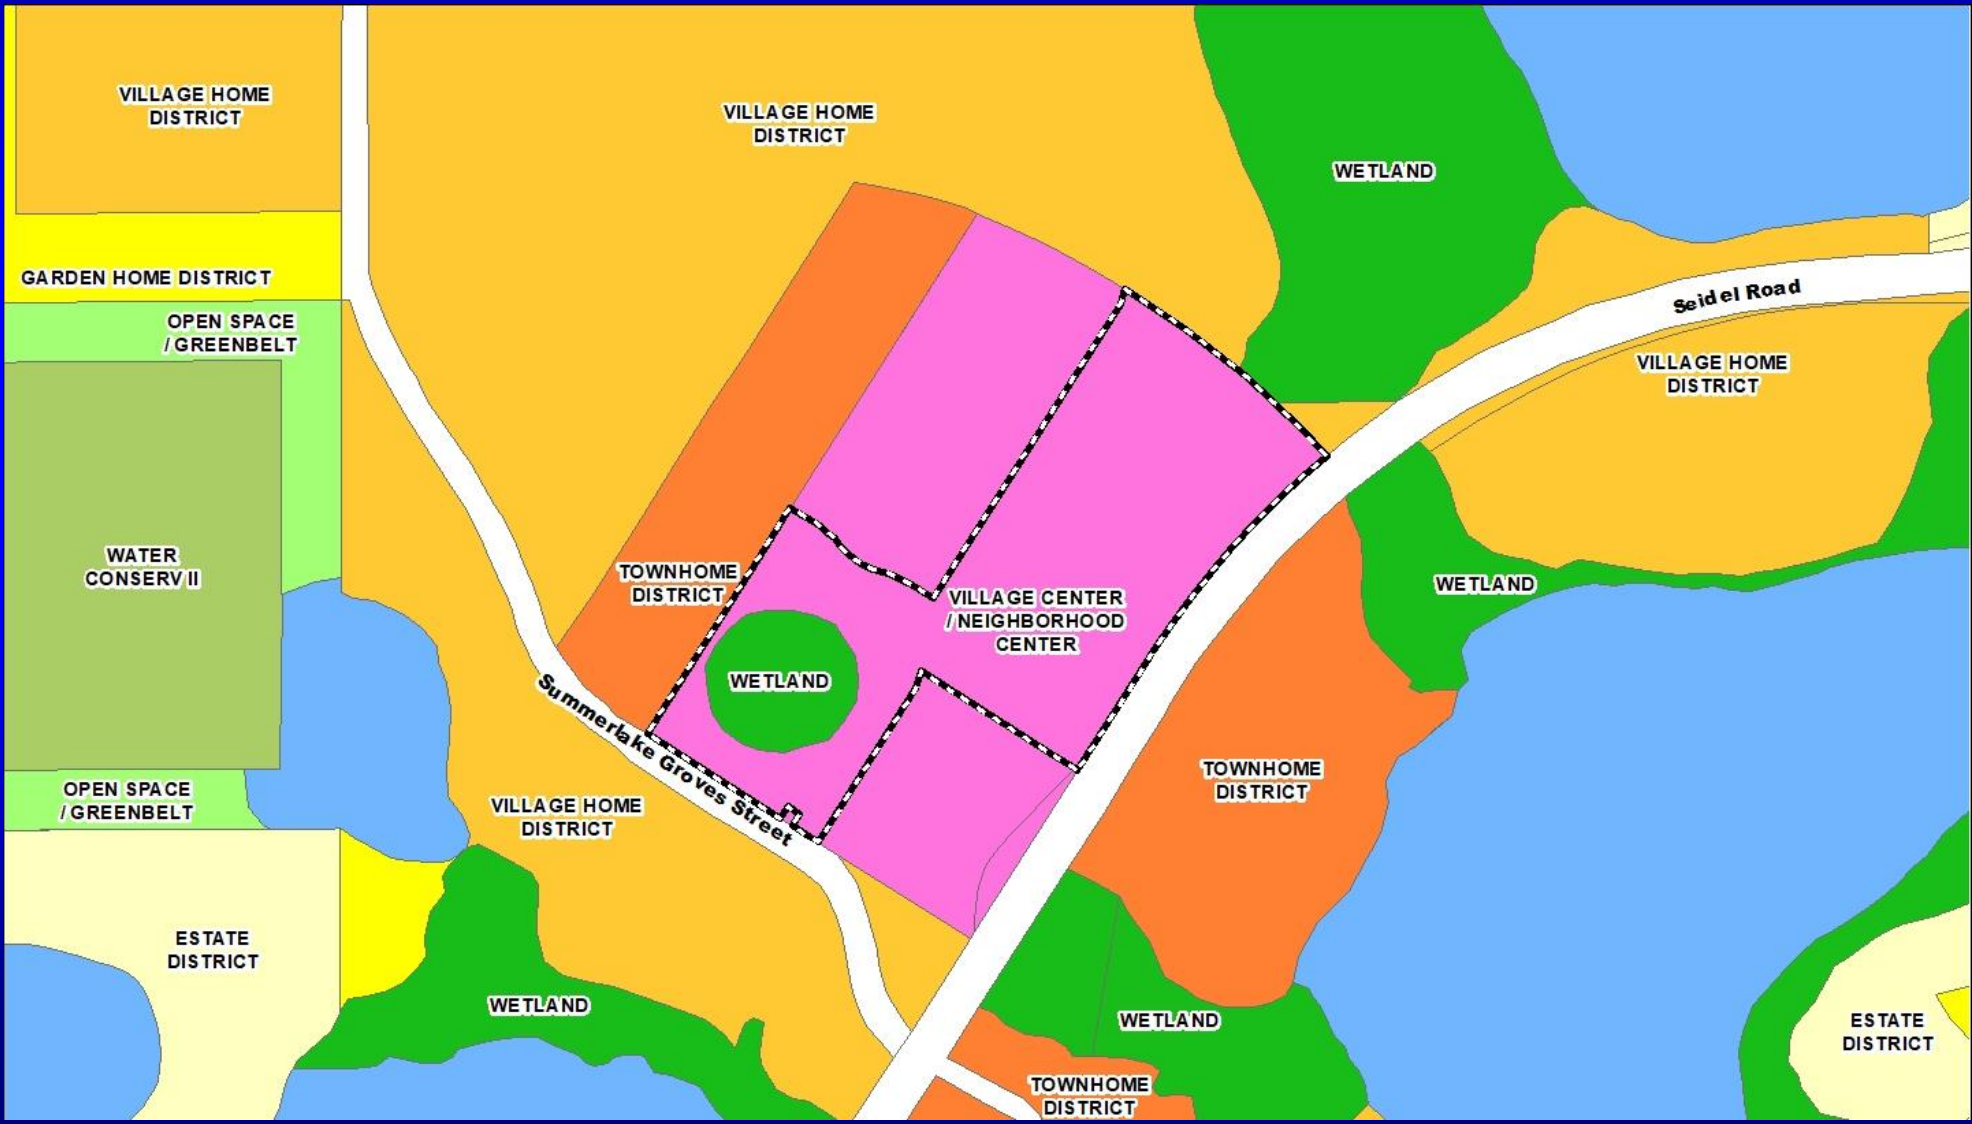 VILLAGE HOME
DISTRICT
VILLAGE HOME
DISTRICT
WETLAND
GARDEN HOME DISTRICT
Seidel Road
OPEN SPACE
/ GREENBELT
VILLAGE HOME
DISTRICT
WATER
CONSERV II
TOWNHOME
DISTRICT
WETLAND
VILLAGE CENTER
/ NEIGHBORHOOD
CENTER
WETLAND
Summerlake Groves Street
TOWNHOME
DISTRICT
OPEN SPACE
/ GREENBELT
VILLAGE HOME
DISTRICT
ESTATE
DISTRICT
WETLAND
WETLAND
ESTATE
DISTRICT
TOWNHOME
DISTRICT